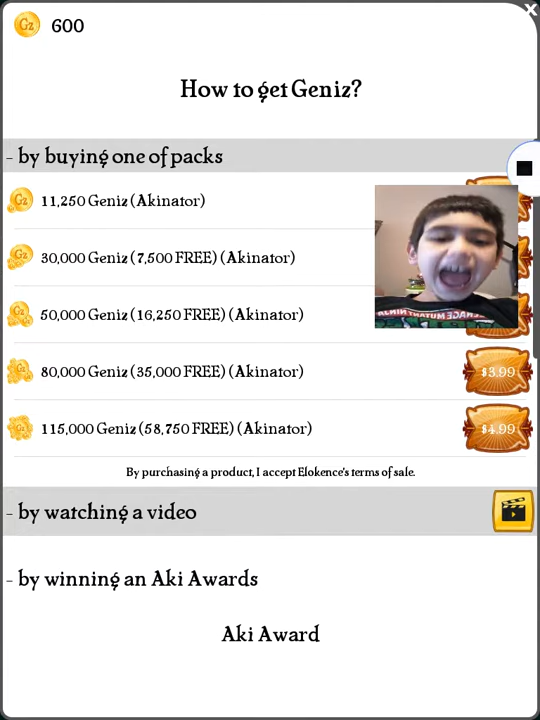 600
How to get Geniz?
- by buying one of packs
11,250 Geniz (Akinator)
30,000 Geniz (7,500 FREE) (Akinator)
50,000 Geniz (16,250 FREE) (Akinator)
80,000 Geniz (35,000 FREE) (Akinator)
$3.99
115,000 Geniz (58,750 FREE) (Akinator)
$4.99
By purchasing a product, I accept Elokence's terms of sale.
- by watching a video
- by winning an Aki Awards
Aki Award